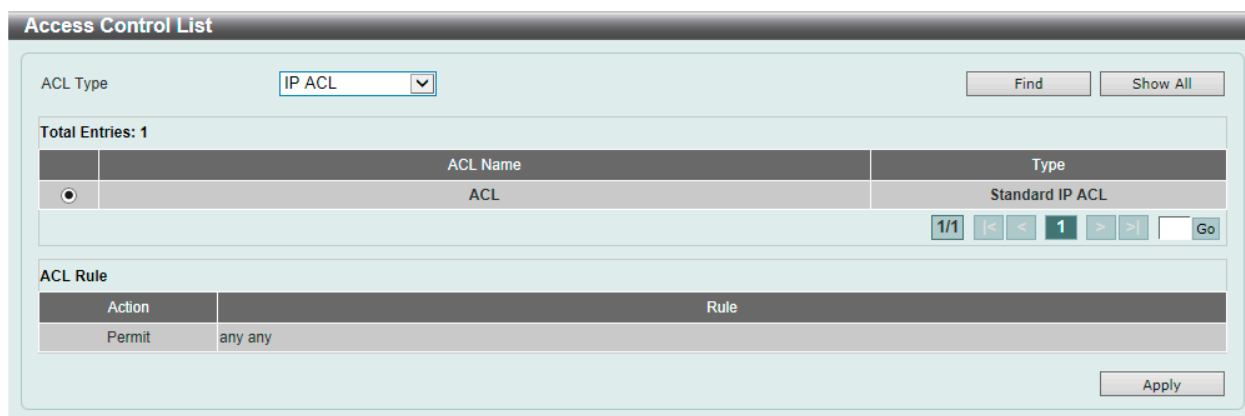 Access Control List
ACL Type IP ACL Find Show All
Total Entries: 1
ACL Name Type
ACL Standard IP ACL
1/1 |< < 1 > >| Go
ACL Rule
Action Rule
Permit any any
Apply